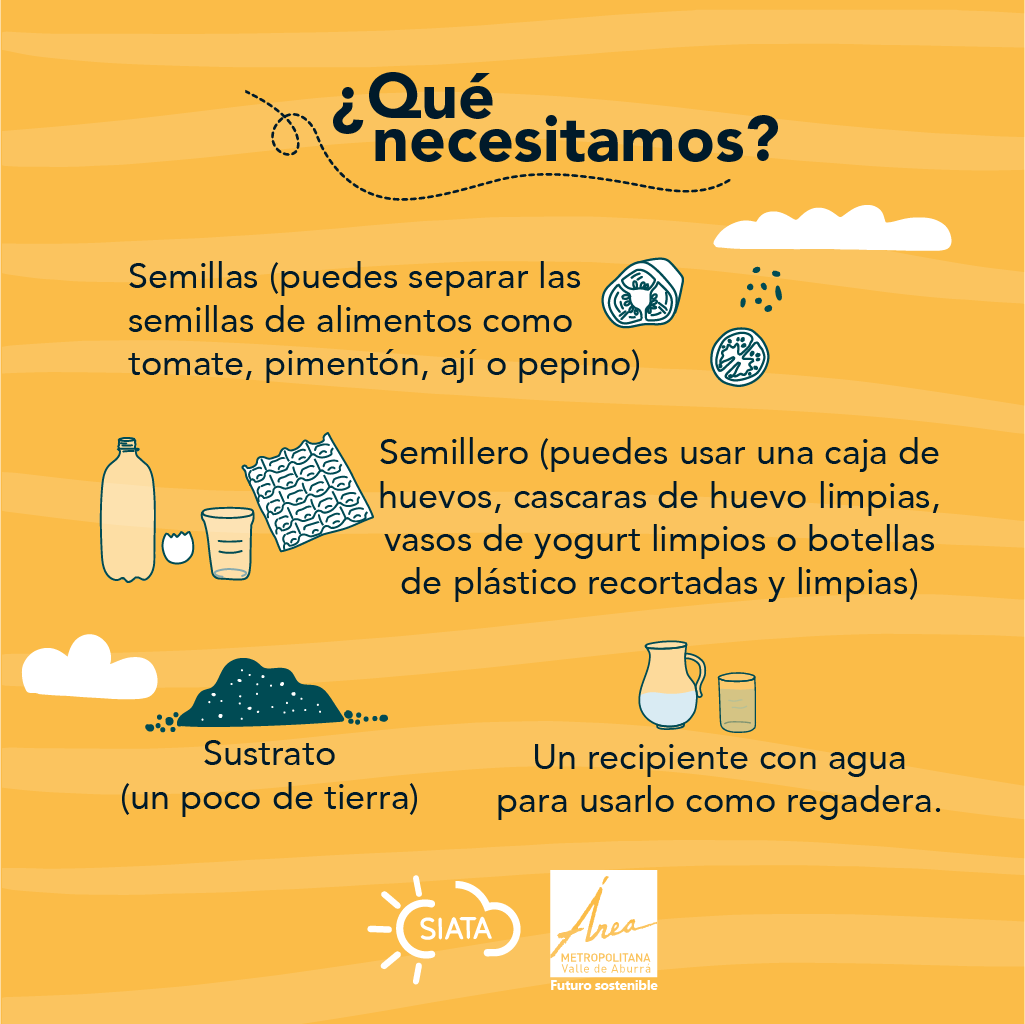 ¿Qué
necesitamos?
Semillas (puedes separar las
semillas de alimentos como
tomate, pimentón, ají o pepino)
Semillero (puedes usar una caja de
huevos, cascaras de huevo limpias,
vasos de yogurt limpios o botellas
de plástico recortadas y limpias)
Sustrato
(un poco de tierra)
Un recipiente con agua
para usarlo como regadera.
SIATA
Área
METROPOLITANA
Valle de Aburrá
Futuro sostenible